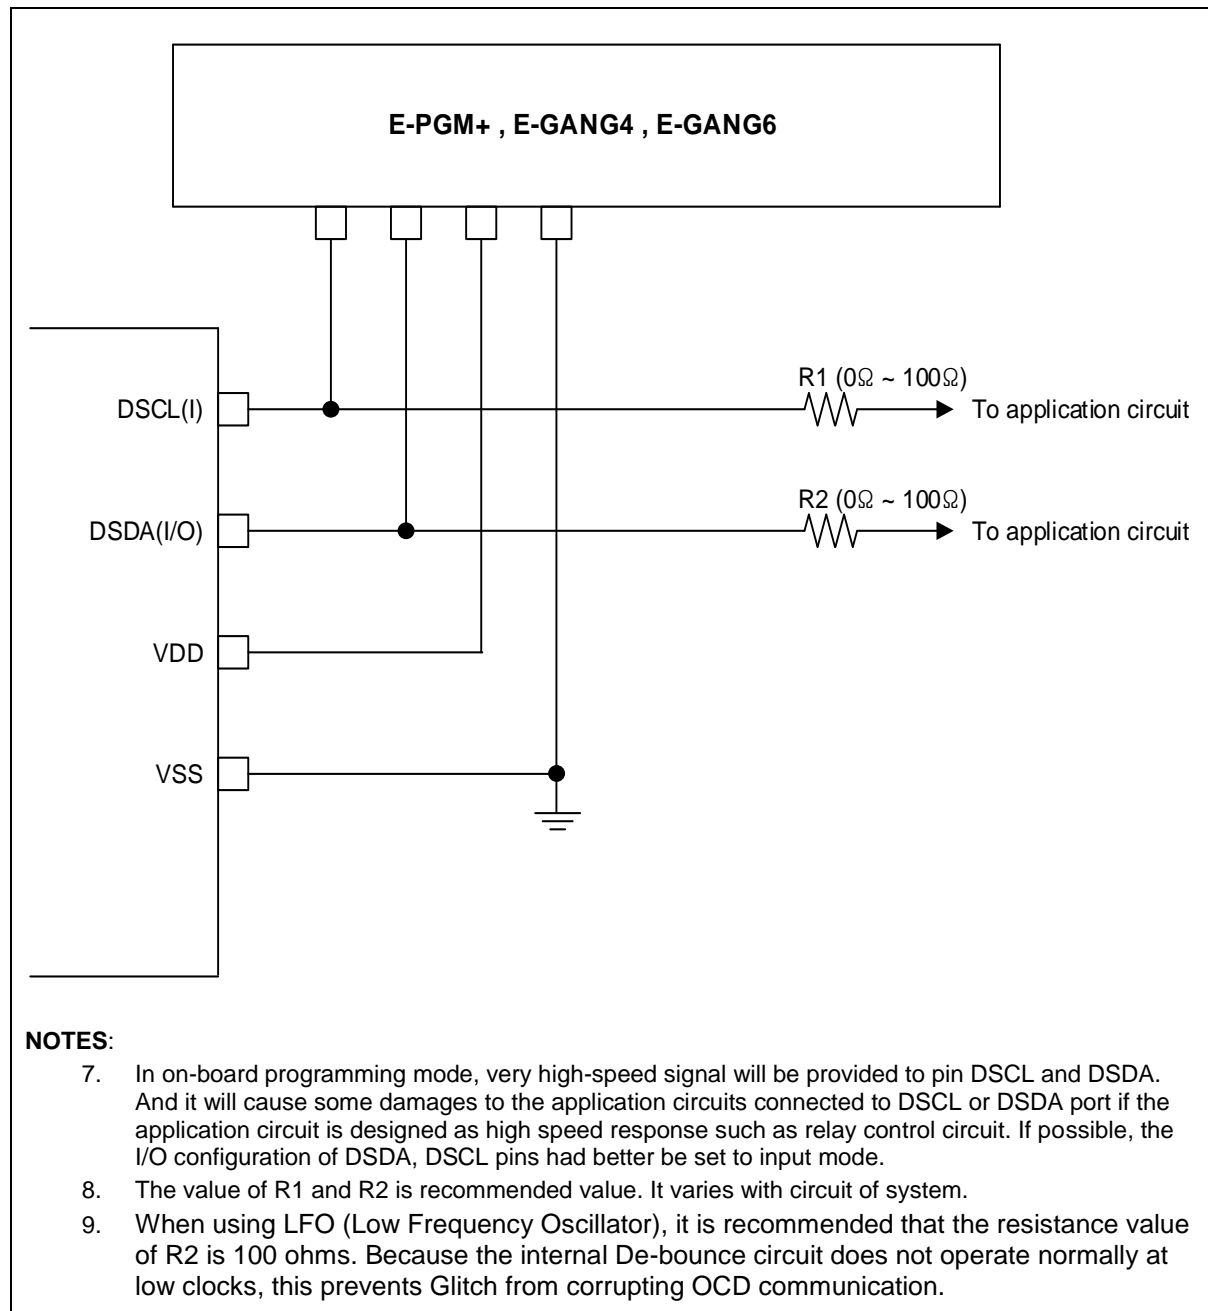 E-PGM+ , E-GANG4 , E-GANG6
R1 (0Ω ~ 100Ω)
DSCL(I)
To application circuit
R2 (0Ω ~ 100Ω)
DSDA(I/O)
To application circuit
VDD
VSS
NOTES:
7. In on-board programming mode, very high-speed signal will be provided to pin DSCL and DSDA.
And it will cause some damages to the application circuits connected to DSCL or DSDA port if the
application circuit is designed as high speed response such as relay control circuit. If possible, the
I/O configuration of DSDA, DSCL pins had better be set to input mode.
8. The value of R1 and R2 is recommended value. It varies with circuit of system.
9. When using LFO (Low Frequency Oscillator), it is recommended that the resistance value
of R2 is 100 ohms. Because the internal De-bounce circuit does not operate normally at
low clocks, this prevents Glitch from corrupting OCD communication.